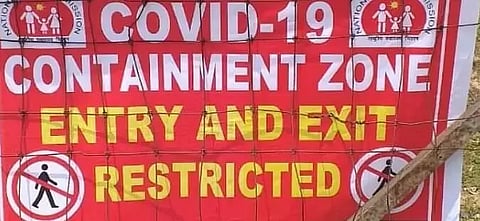 COVID-19
CONTAINMENT ZONE
ENTRY AND EXIT
RESTRICTED